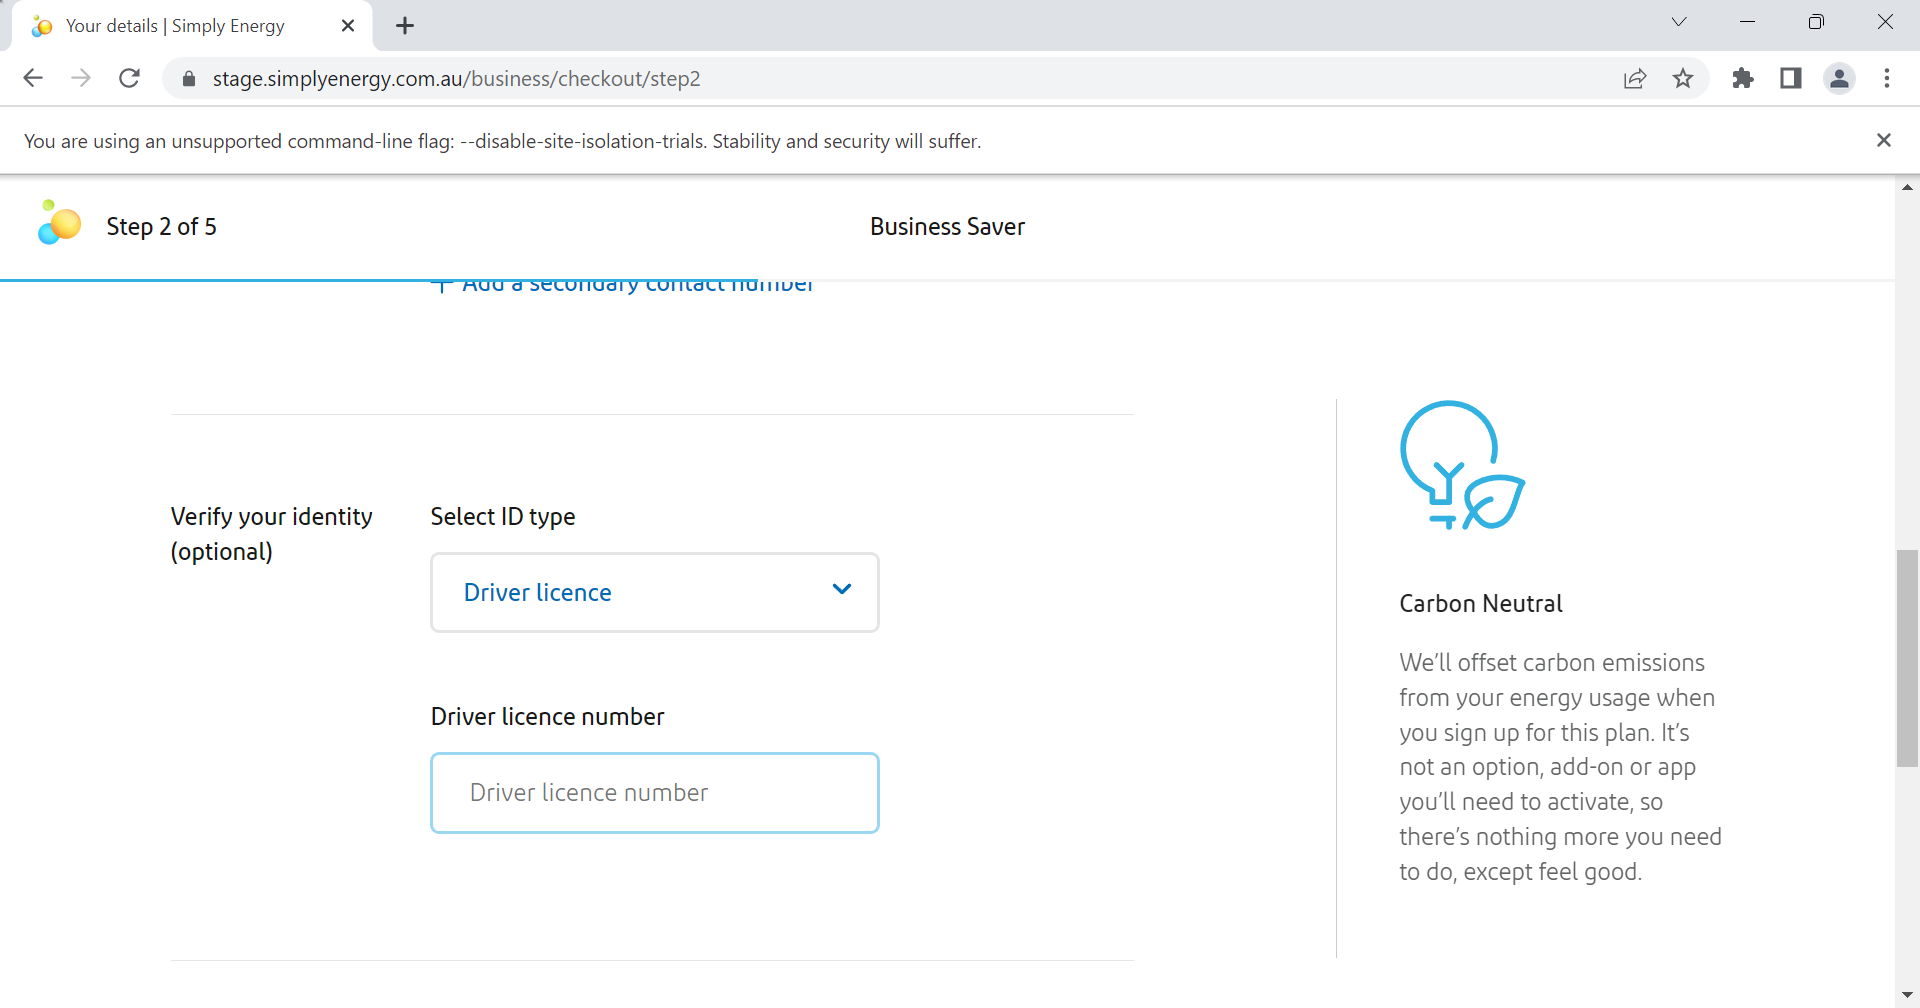 Your details | Simply Energy
stage.simplyenergy.com.au/business/checkout/step2
You are using an unsupported command-line flag: --disable-site-isolation-trials. Stability and security will suffer.
Step 2 of 5
Business Saver
Add a secondary contact number
Verify your identity
(optional)
Select ID type
Driver licence
Driver licence number
Driver licence number
Carbon Neutral
We’ll offset carbon emissions
from your energy usage when
you sign up for this plan. It’s
not an option, add-on or app
you’ll need to activate, so
there’s nothing more you need
to do, except feel good.